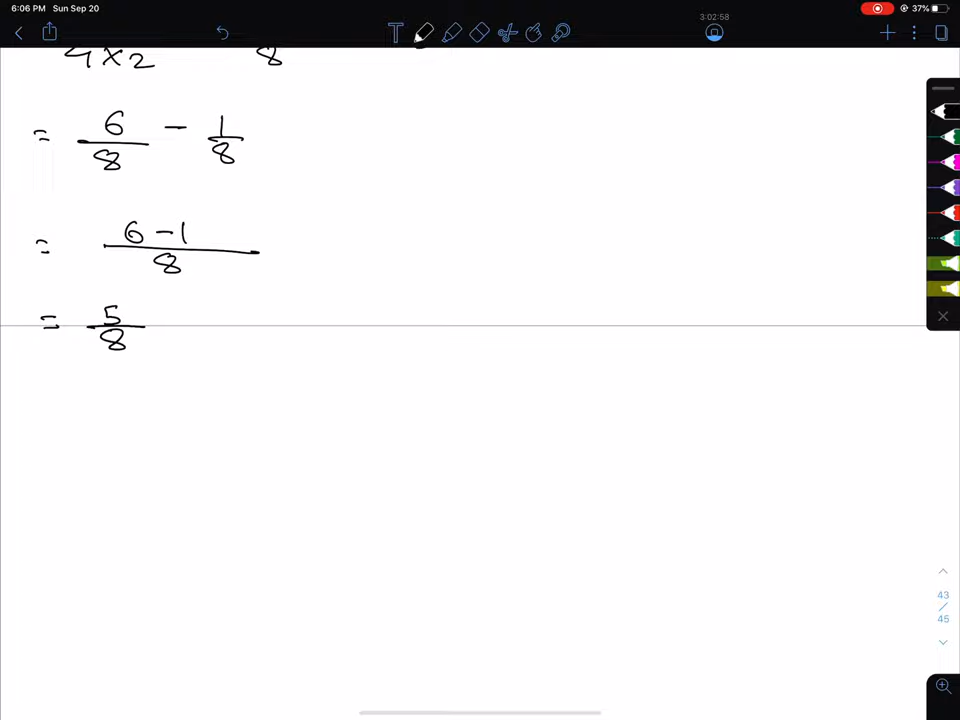 6:06 PM Sun Sep 20
3:02:58
37%
T
4 × 2 8
= 6/8 - 1/8
= 6 - 1/8
= 5/8
43
/
45